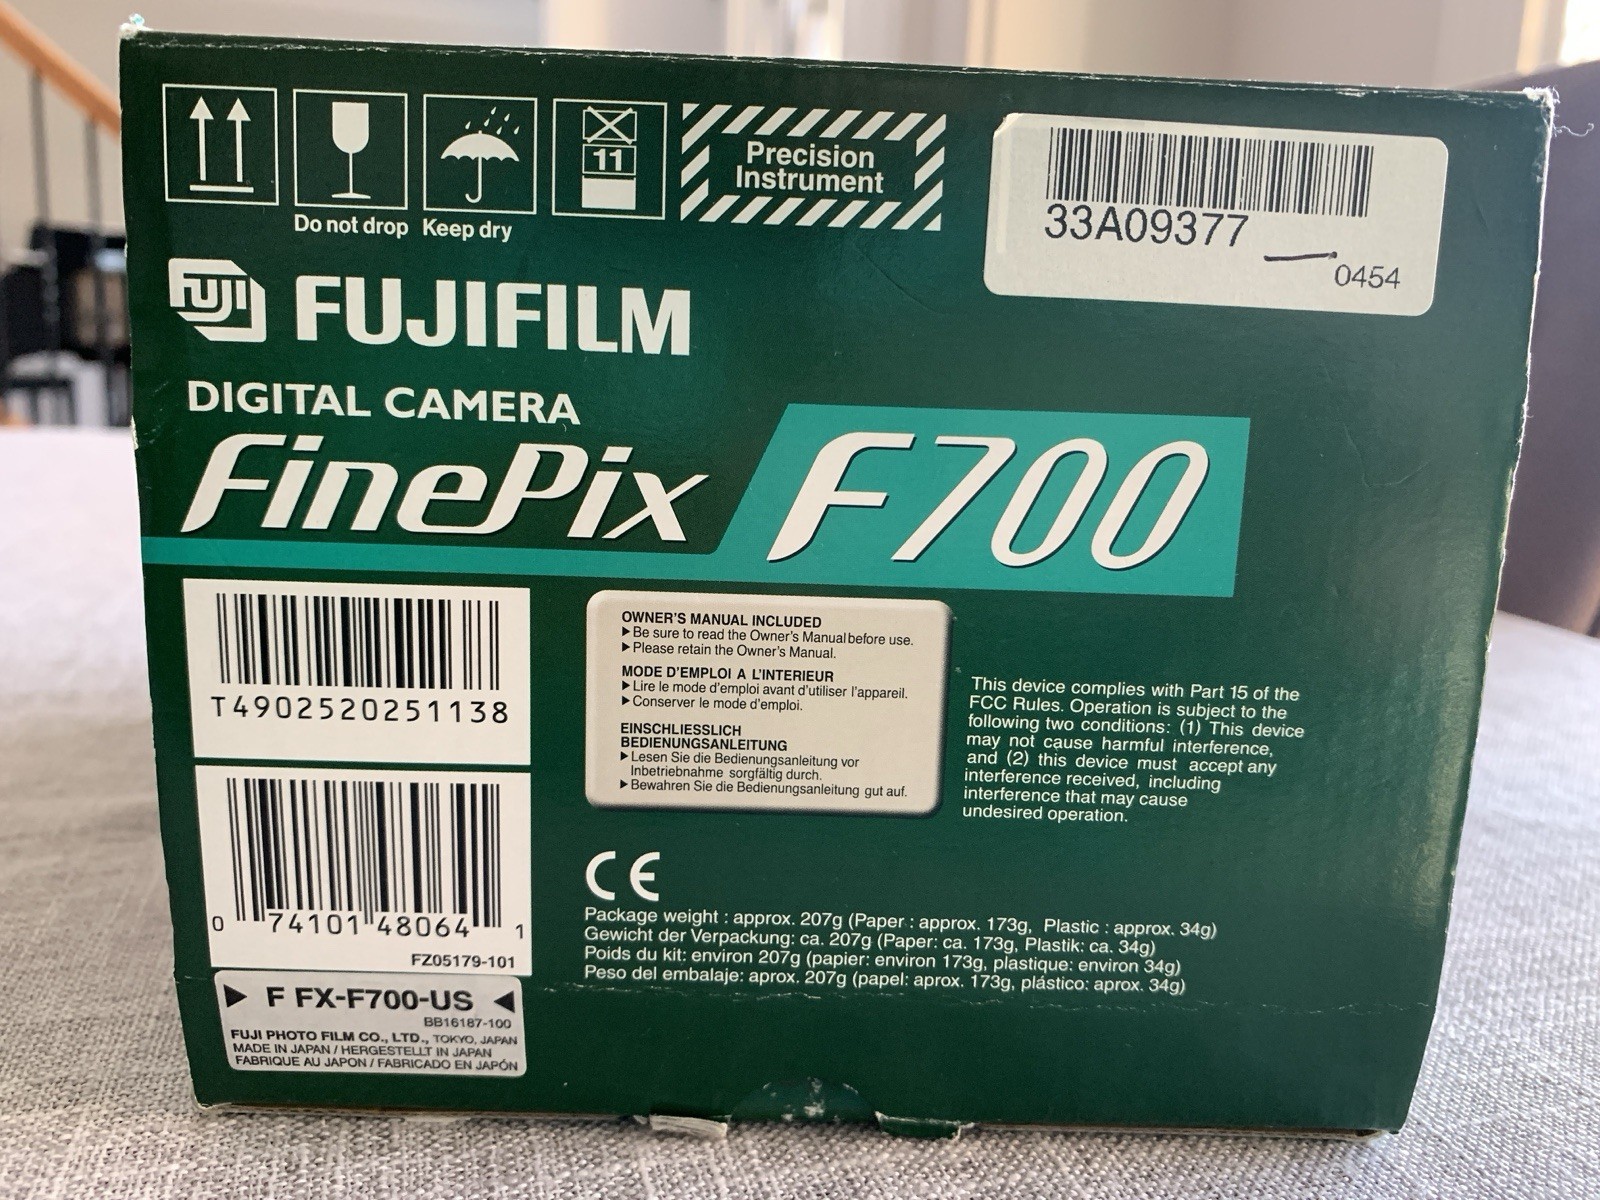 11
Precision
Instrument
Do not drop
Keep dry
33A09377
0454
FUJI
FUJIFILM
DIGITAL CAMERA
FinePix F700
T4902520251138
0 74101 48064 1
FZ05179-101
F FX-F700-US
BB16187-100
FUJI PHOTO FILM CO., LTD., TOKYO, JAPAN
MADE IN JAPAN / HERGESTELLT IN JAPAN
FABRIQUE AU JAPON / FABRICADO EN JAPÓN
OWNER'S MANUAL INCLUDED
▶Be sure to read the Owner's Manual before use.
▶Please retain the Owner's Manual.
MODE D'EMPLOI A L'INTERIEUR
▶Lire le mode d'emploi avant d'utiliser l'appareil.
▶Conserver le mode d'emploi.
EINSCHLIESSLICH
BEDIENUNGSANLEITUNG
▶Lesen Sie die Bedienungsanleitung vor
Inbetriebnahme sorgfältig durch.
▶Bewahren Sie die Bedienungsanleitung gut auf.
This device complies with Part 15 of the
FCC Rules. Operation is subject to the
following two conditions: (1) This device
may not cause harmful interference,
and (2) this device must accept any
interference received, including
interference that may cause
undesired operation.
CE
Package weight : approx. 207g (Paper : approx. 173g, Plastic : approx. 34g)
Gewicht der Verpackung: ca. 207g (Paper: ca. 173g, Plastik: ca. 34g)
Poids du kit: environ 207g (papier: environ 173g, plastique: environ 34g)
Peso del embalaje: aprox. 207g (papel: aprox. 173g, plástico: aprox. 34g)